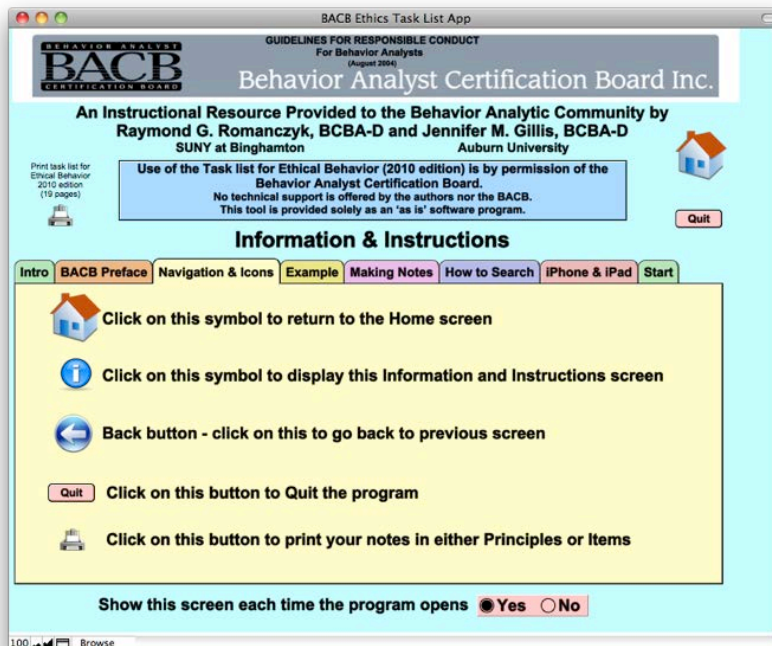 BACB Ethics Task List App
BEHAVIOR ANALYST
BACB
CERTIFICATION BOARD
GUIDELINES FOR RESPONSIBLE CONDUCT
For Behavior Analysts
(August 2004)
Behavior Analyst Certification Board Inc.
An Instructional Resource Provided to the Behavior Analytic Community by
Raymond G. Romanczyk, BCBA-D and Jennifer M. Gillis, BCBA-D
SUNY at Binghamton Auburn University
Print task list for
Ethical Behavior
2010 edition
(19 pages)
Use of the Task list for Ethical Behavior (2010 edition) is by permission of the
Behavior Analyst Certification Board.
No technical support is offered by the authors nor the BACB.
This tool is provided solely as an 'as is' software program.
Quit
Information & Instructions
Intro BACB Preface Navigation & Icons Example Making Notes How to Search iPhone & iPad Start
Click on this symbol to return to the Home screen
Click on this symbol to display this Information and Instructions screen
Back button - click on this to go back to previous screen
Quit Click on this button to Quit the program
Click on this button to print your notes in either Principles or Items
Show this screen each time the program opens Yes No
100 Browse